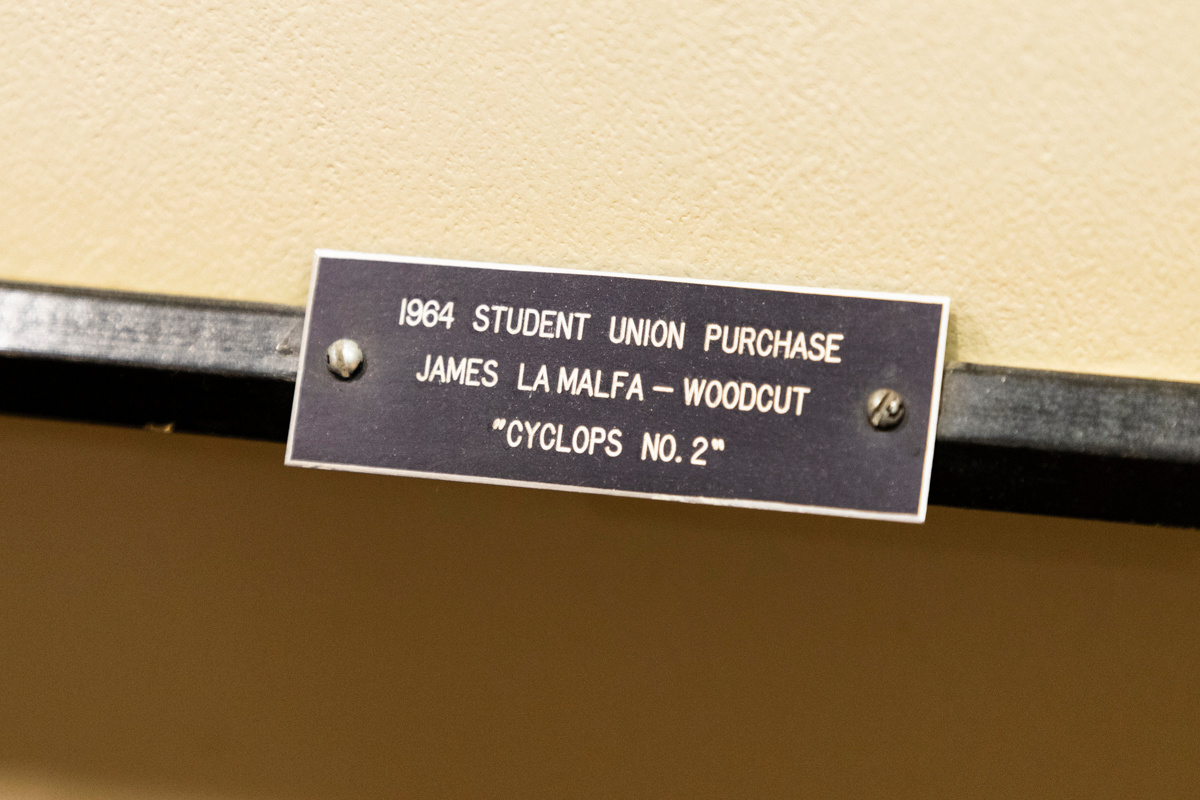 1964 STUDENT UNION PURCHASE
JAMES LA MALFA – WOODCUT
"CYCLOPS NO. 2"